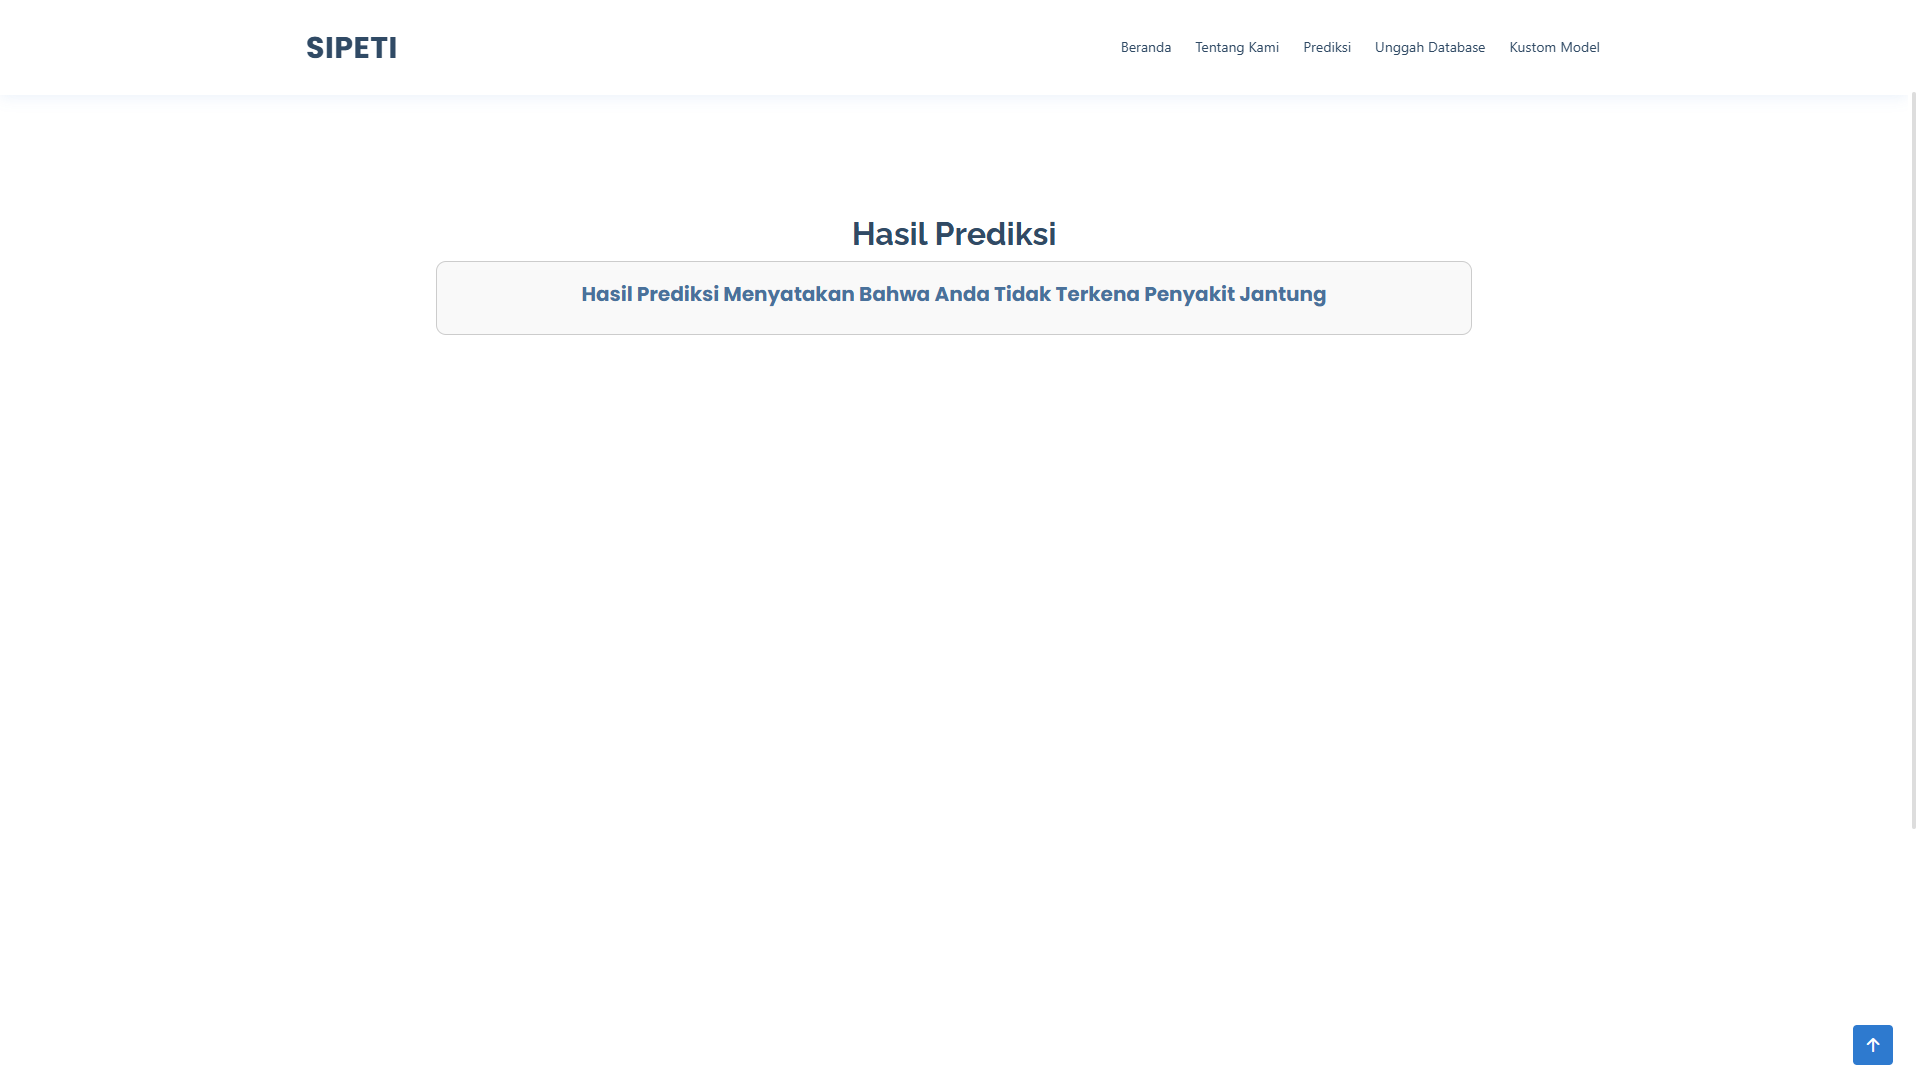 SIPETI
Beranda Tentang Kami Prediksi Unggah Database Kustom Model
Hasil Prediksi
Hasil Prediksi Menyatakan Bahwa Anda Tidak Terkena Penyakit Jantung